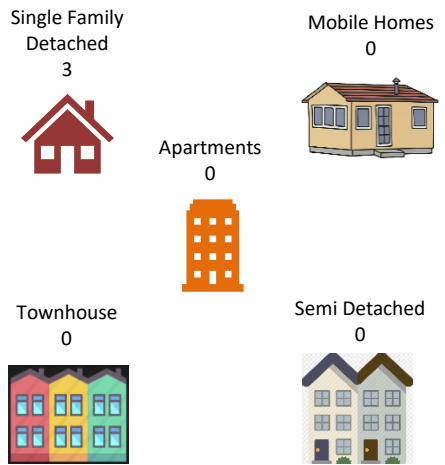 Single Family
Detached
3
Mobile Homes
0
Apartments
0
Townhouse
0
Semi Detached
0